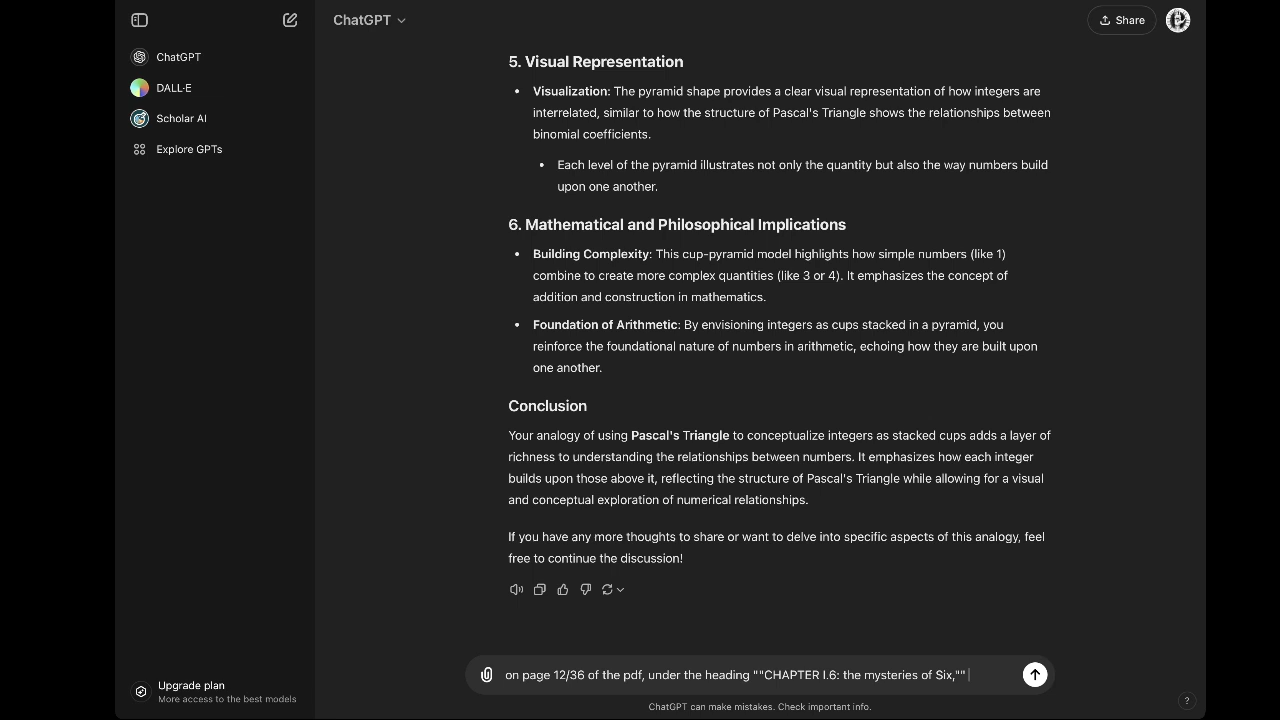 ChatGPT
Share
ChatGPT
DALL·E
Scholar AI
Explore GPTs
5. Visual Representation
• Visualization: The pyramid shape provides a clear visual representation of how integers are
interrelated, similar to how the structure of Pascal's Triangle shows the relationships between
binomial coefficients.
• Each level of the pyramid illustrates not only the quantity but also the way numbers build
upon one another.
6. Mathematical and Philosophical Implications
• Building Complexity: This cup-pyramid model highlights how simple numbers (like 1)
combine to create more complex quantities (like 3 or 4). It emphasizes the concept of
addition and construction in mathematics.
• Foundation of Arithmetic: By envisioning integers as cups stacked in a pyramid, you
reinforce the foundational nature of numbers in arithmetic, echoing how they are built upon
one another.
Conclusion
Your analogy of using Pascal's Triangle to conceptualize integers as stacked cups adds a layer of
richness to understanding the relationships between numbers. It emphasizes how each integer
builds upon those above it, reflecting the structure of Pascal's Triangle while allowing for a visual
and conceptual exploration of numerical relationships.
If you have any more thoughts to share or want to delve into specific aspects of this analogy, feel
free to continue the discussion!
on page 12/36 of the pdf, under the heading ""CHAPTER I.6: the mysteries of Six,""
Upgrade plan
More access to the best models
ChatGPT can make mistakes. Check important info.
?